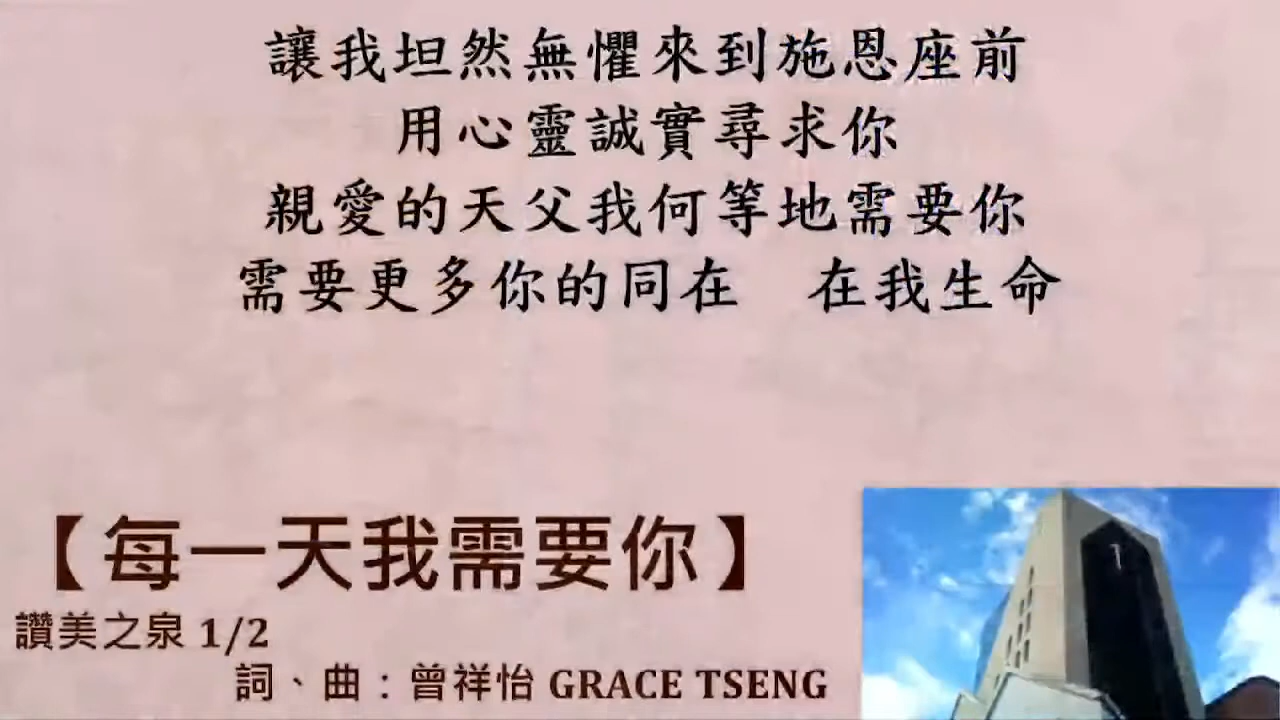 讓我坦然無懼來到施恩座前
用心靈誠實尋求你
親愛的天父我何等地需要你
需要更多你的同在　在我生命
【每一天我需要你】
讚美之泉 1/2
詞、曲：曾祥怡 GRACE TSENG